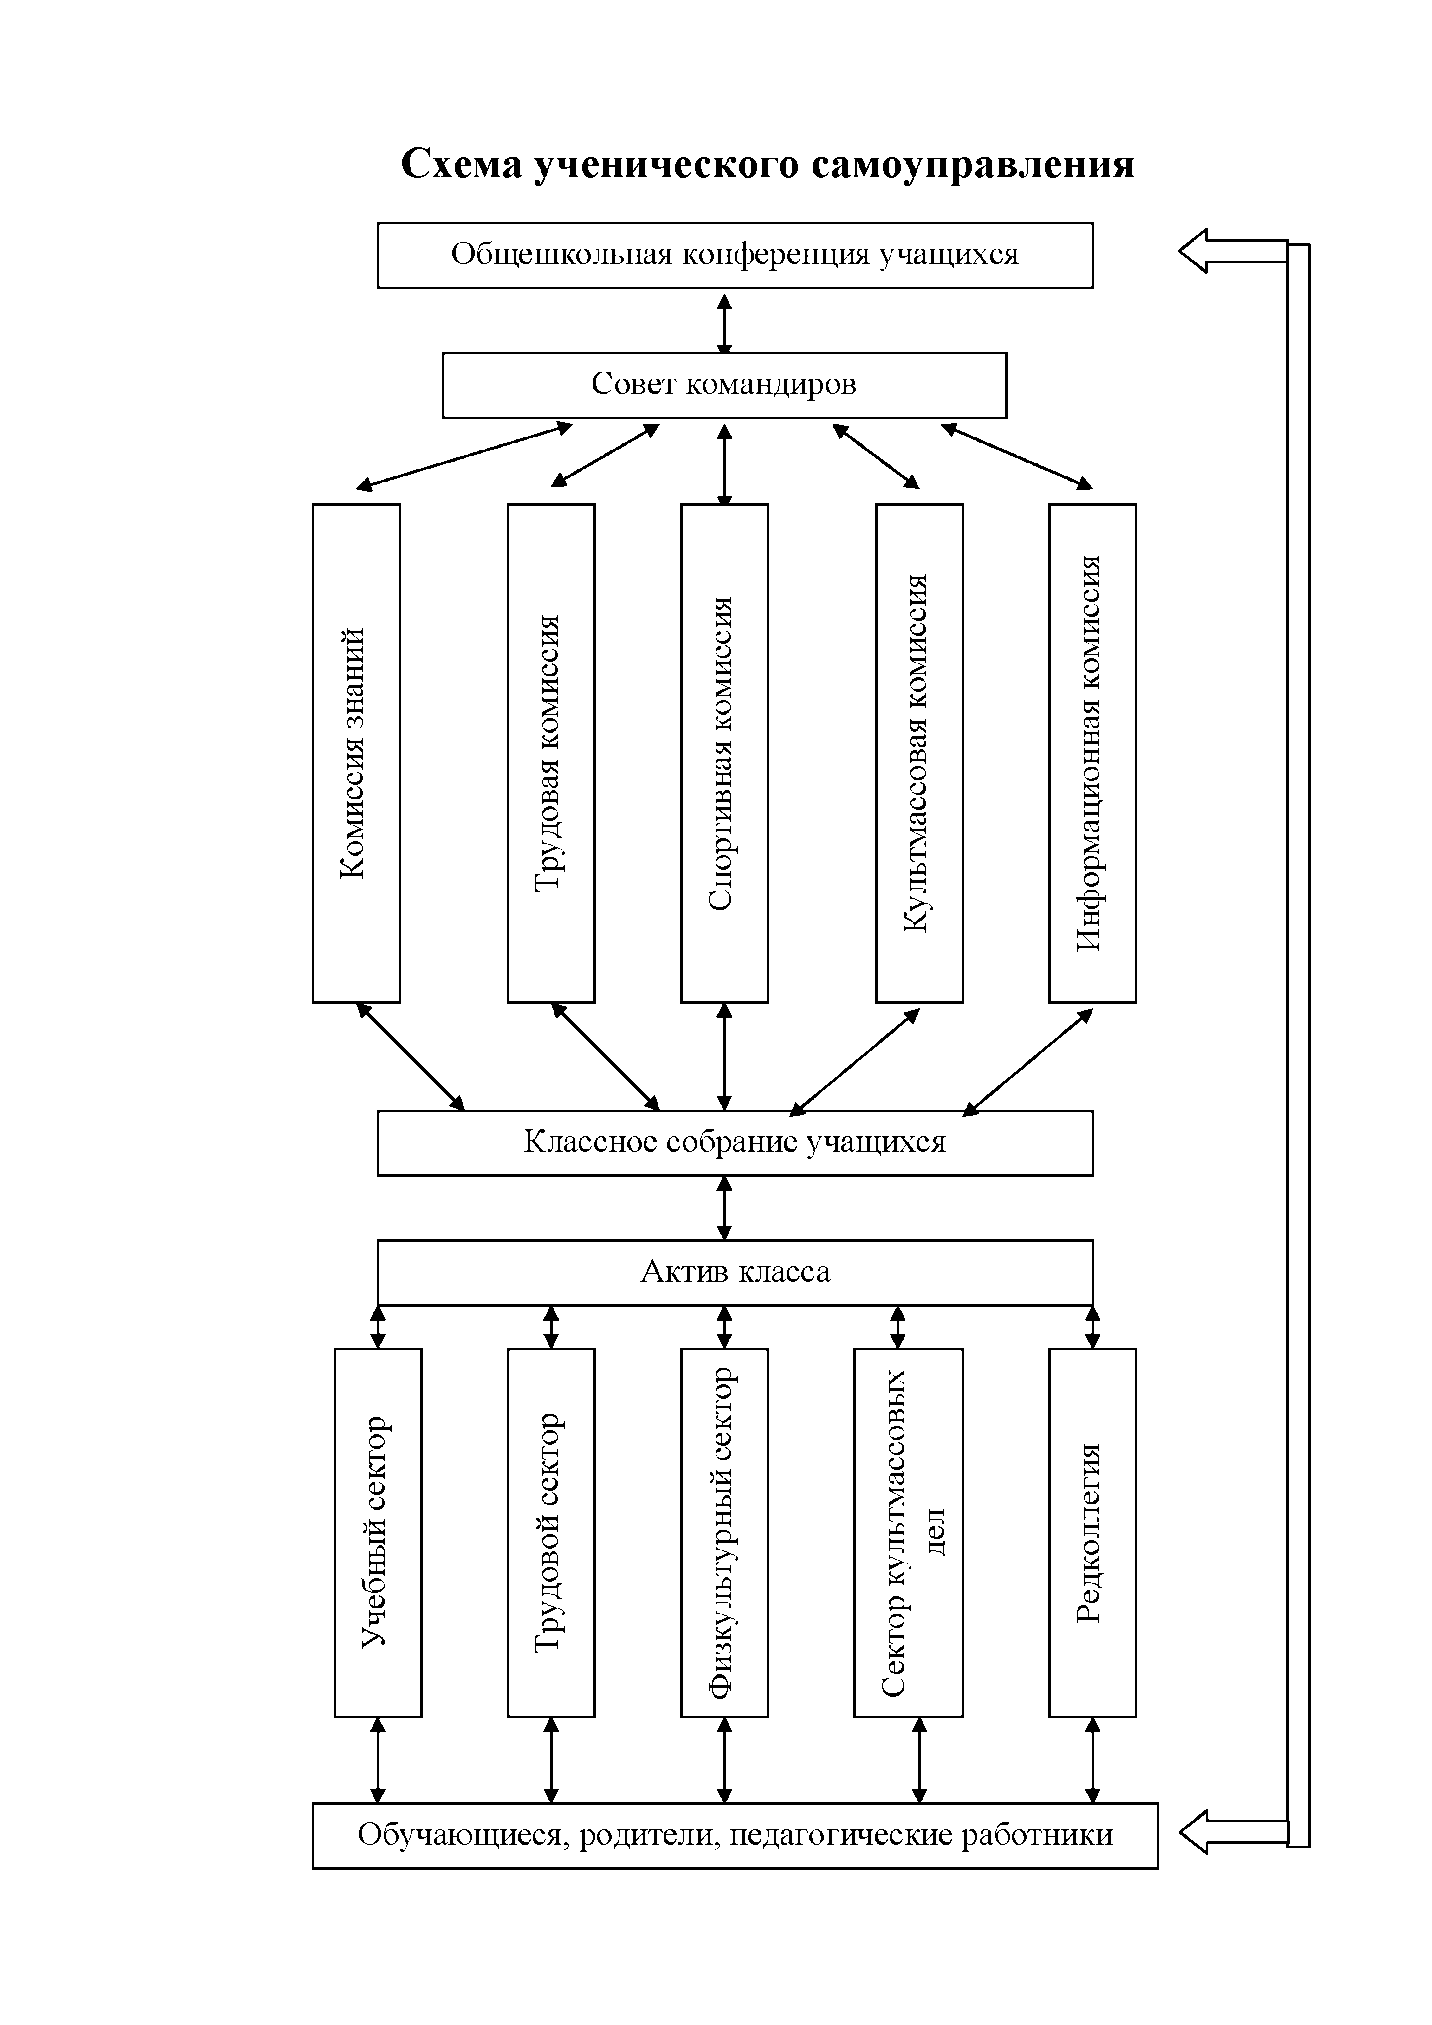 Схема ученического самоуправления
Общешкольная конференция учащихся
Совет командиров
Комиссия знаний
Трудовая комиссия
Спортивная комиссия
Культмассовая комиссия
Информационная комиссия
Классное собрание учащихся
Актив класса
Учебный сектор
Трудовой сектор
Физкультурный сектор
Сектор культмассовых
дел
Редколлегия
Обучающиеся, родители, педагогические работники